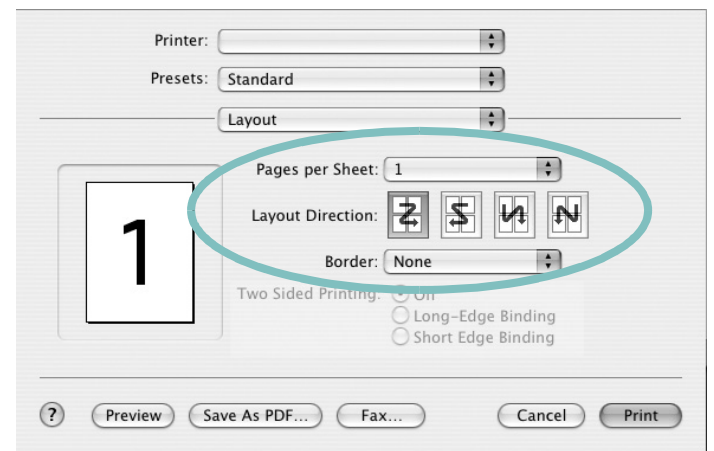 Printer:
Presets: Standard
Layout
Pages per Sheet: 1
Layout Direction:
Border: None
1
Two Sided Printing: Off
Long-Edge Binding
Short Edge Binding
? Preview Save As PDF... Fax... Cancel Print